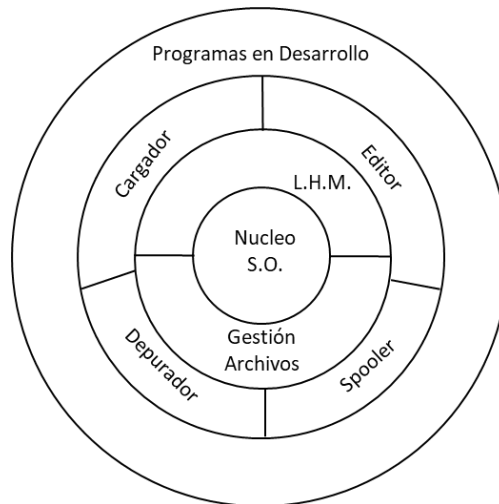 Programas en Desarrollo
Cargador
Editor
L.H.M.
Nucleo
S.O.
Gestión
Archivos
Depurador
Spooler